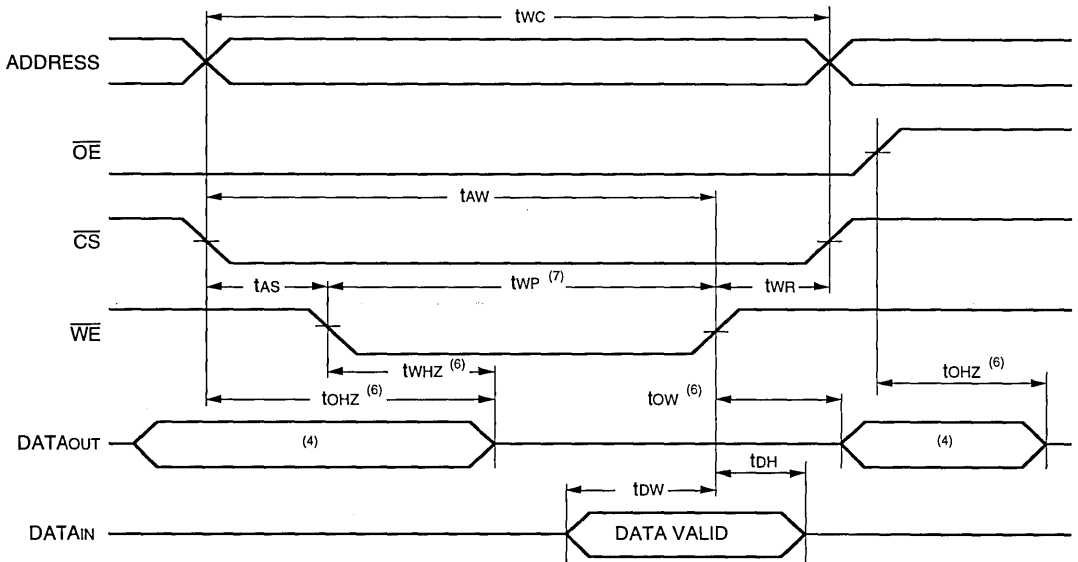 tWC
ADDRESS
OE
tAW
CS
tAS
tWP (7)
tWR
WE
tWHZ (6)
tOHZ (6)
tOW (6)
tOHZ (6)
DATAOUT
(4)
(4)
tDH
tDW
DATAIN
DATA VALID